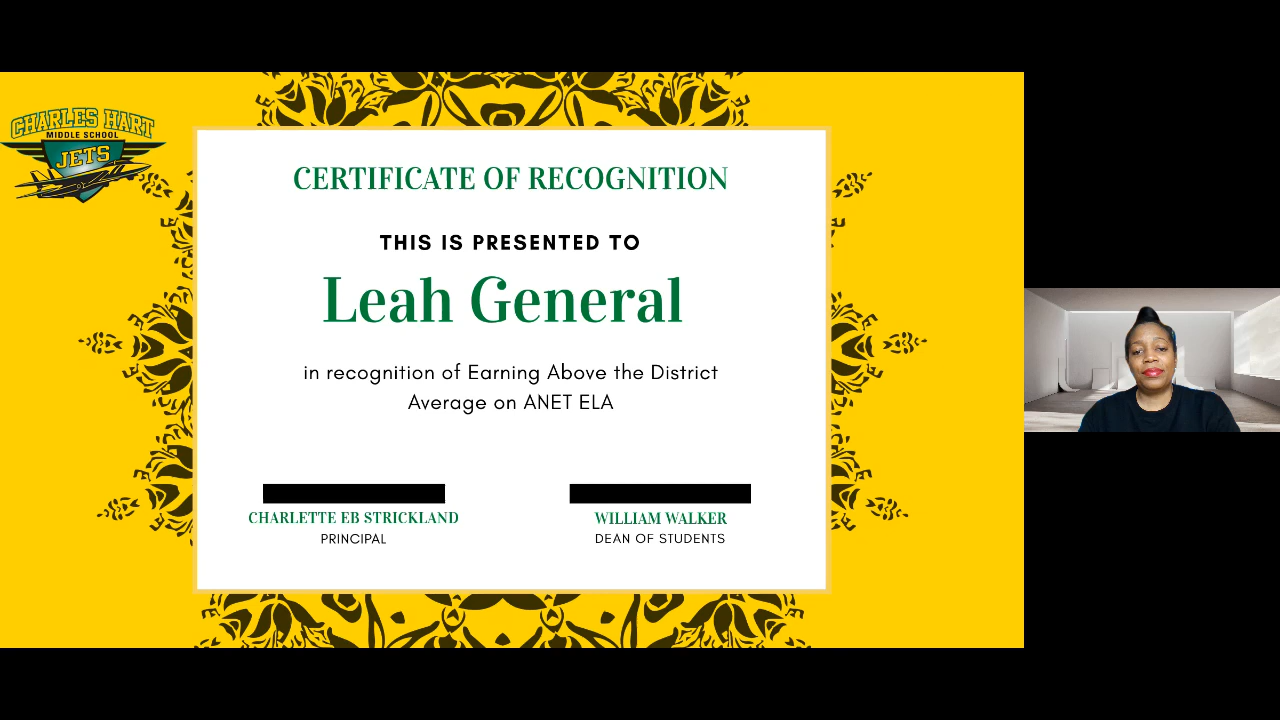 CHARLES HART
MIDDLE SCHOOL
JETS
CERTIFICATE OF RECOGNITION
THIS IS PRESENTED TO
Leah General
in recognition of Earning Above the District
Average on ANET ELA
CHARLETTE EB STRICKLAND
PRINCIPAL
WILLIAM WALKER
DEAN OF STUDENTS